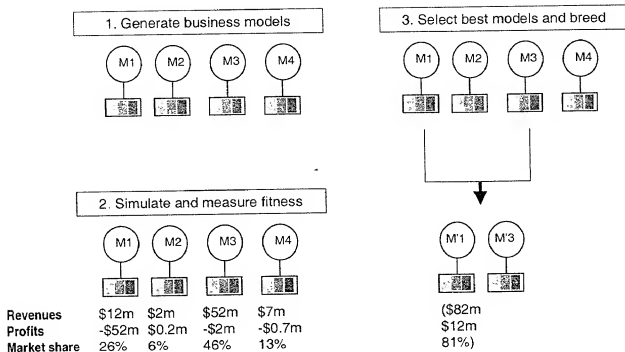 1. Generate business models
M1 M2 M3 M4
2. Simulate and measure fitness
M1 M2 M3 M4
Revenues $12m $2m $52m $7m
Profits -$52m $0.2m -$2m -$0.7m
Market share 26% 6% 46% 13%
3. Select best models and breed
M1 M2 M3 M4
M'1 M'3
($82m
$12m
81%)